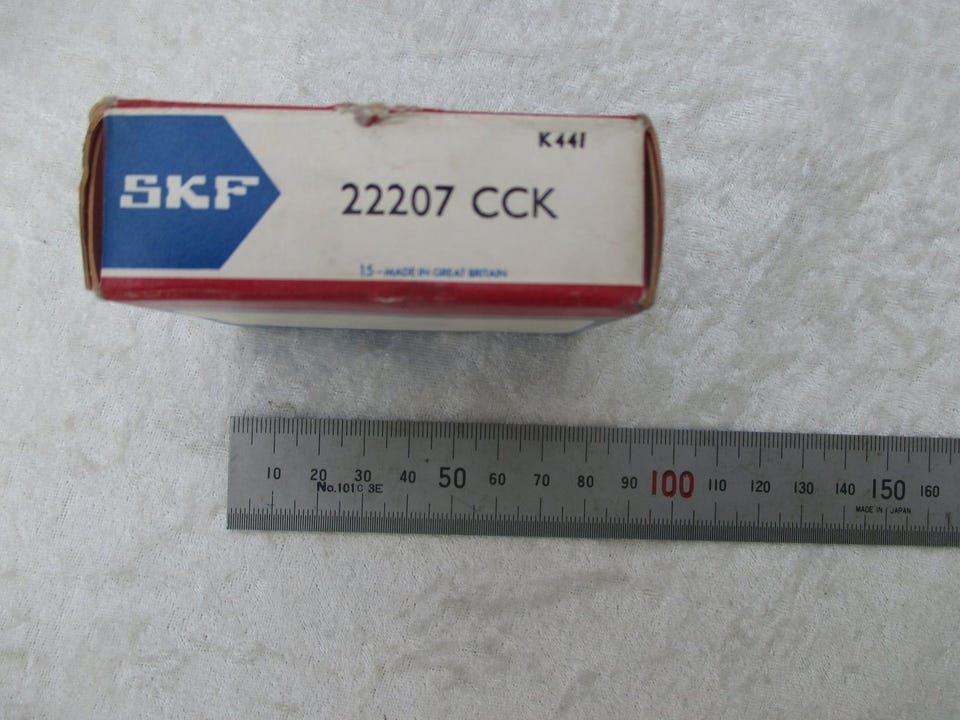 K441
SKF
22207 CCK
15-MADE IN GREAT BRITAIN
10 20 30 40 50 60 70 80 90 100 110 120 130 140 150 160
No.101C 3E
MADE IN JAPAN